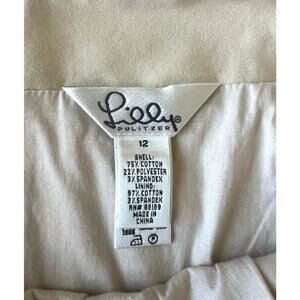 Lilly®
PULITZER
12
SHELL:
75% COTTON
22% POLYESTER
3% SPANDEX
LINING:
97% COTTON
3% SPANDEX
RN# 88189
MADE IN
CHINA